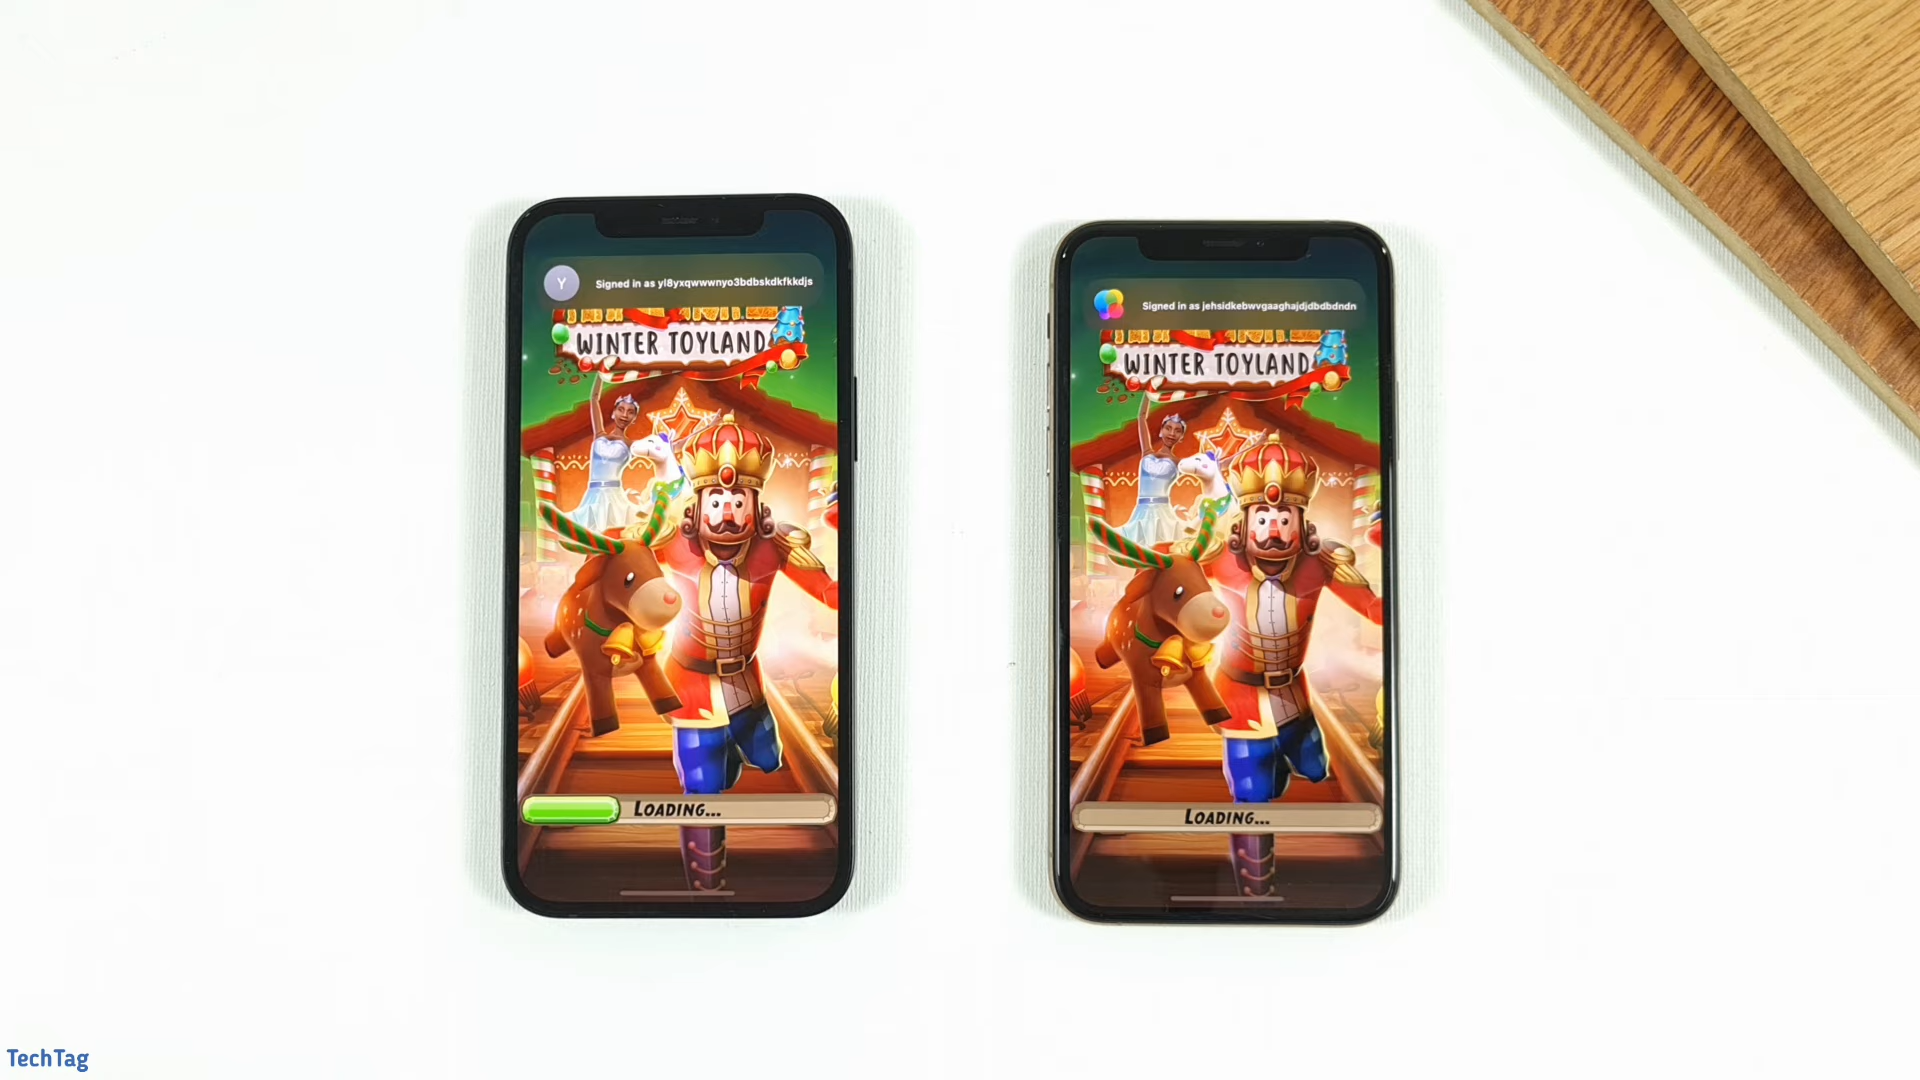 Y
Signed in as yl8yxqwwwnyo3bdbskdkfkkdjs
WINTER TOYLAND
LOADING...
Signed in as jehsidkebwvgaaghajdjdbdbdndn
WINTER TOYLAND
LOADING...
TechTag